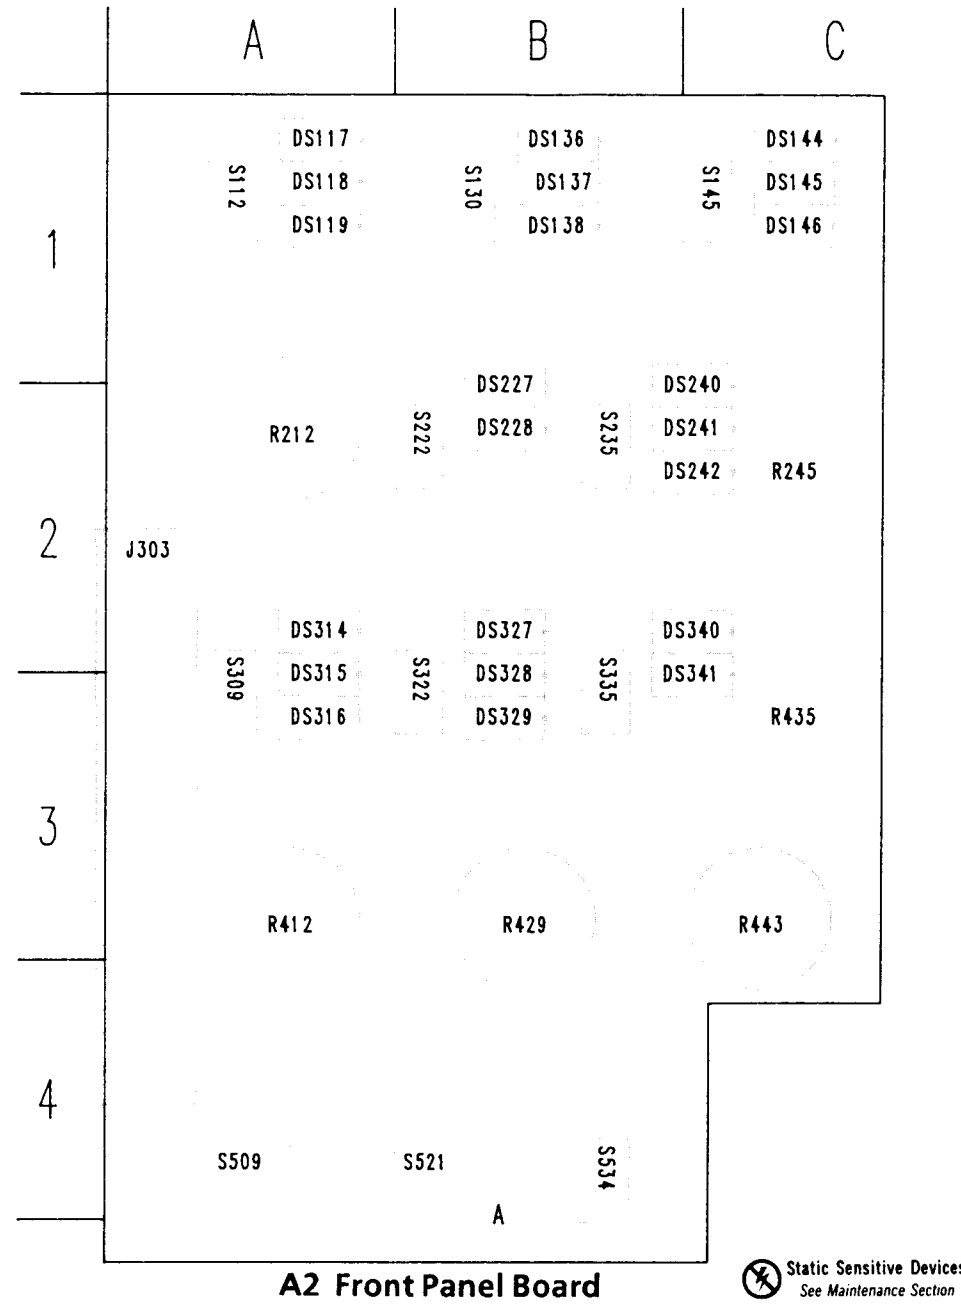 A B C
DS117 DS136 DS144
S112 DS118 S130 DS137 S145 DS145
DS119 DS138 DS146
1
DS227 DS240
R212 S222 DS228 S235 DS241
DS242 R245
2
J303
DS314 DS327 DS340
S309 DS315 S322 DS328 S335 DS341
DS316 DS329 R435
3
R412 R429 R443
4
S509 S521 S534
A
A2 Front Panel Board
Static Sensitive Devices
See Maintenance Section